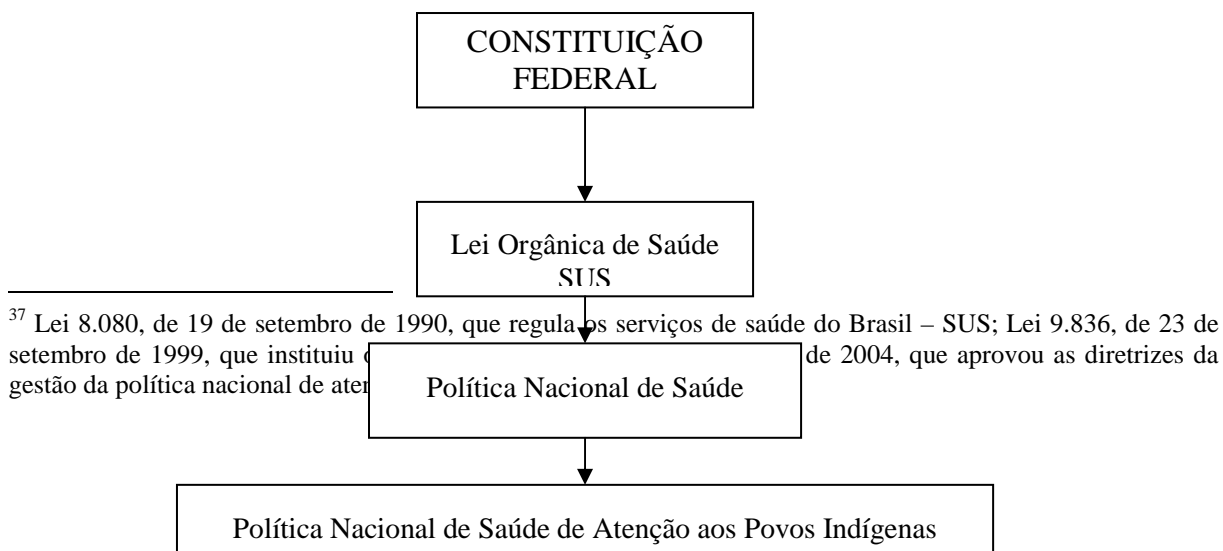 CONSTITUIÇÃO
FEDERAL
Lei Orgânica de Saúde
SUS
37 Lei 8.080, de 19 de setembro de 1990, que regula os serviços de saúde do Brasil – SUS; Lei 9.836, de 23 de
setembro de 1999, que instituiu de 2004, que aprovou as diretrizes da
gestão da política nacional de
Política Nacional de Saúde
Política Nacional de Saúde de Atenção aos Povos Indígenas